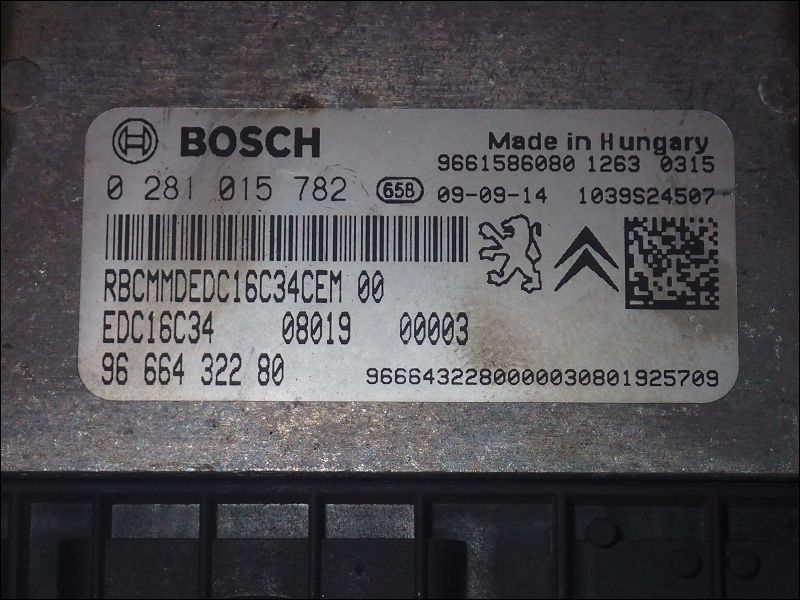 BOSCH
Made in Hungary
9661586080 1263 0315
0 281 015 782 65B 09-09-14 1039S24507
RBCMMDEDC16C34CEM 00
EDC16C34 08019 00003
96 664 322 80
9666432280000030801925709